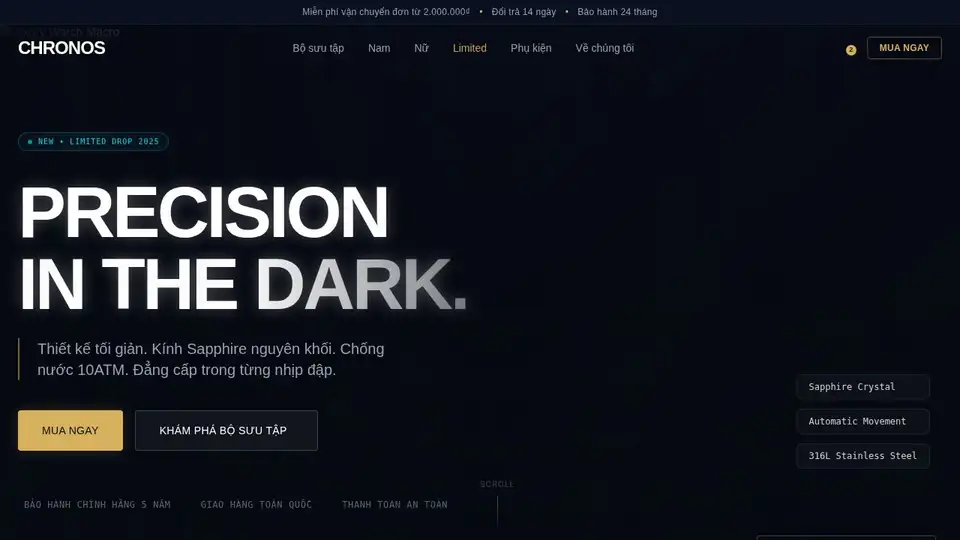 Miễn phí vận chuyển đơn từ 2.000.000₫ • Đổi trả 14 ngày • Bảo hành 24 tháng
Watch Macro
CHRONOS
Bộ sưu tập
Nam
Nữ
Limited
Phụ kiện
Về chúng tôi
2
MUA NGAY
NEW • LIMITED DROP 2025
PRECISION
IN THE DARK.
Thiết kế tối giản. Kính Sapphire nguyên khối. Chống
nước 10ATM. Đẳng cấp trong từng nhịp đập.
MUA NGAY
KHÁM PHÁ BỘ SƯU TẬP
Sapphire Crystal
Automatic Movement
316L Stainless Steel
SCROLL
BẢO HÀNH CHÍNH HÃNG 5 NĂM
GIAO HÀNG TOÀN QUỐC
THANH TOÁN AN TOÀN